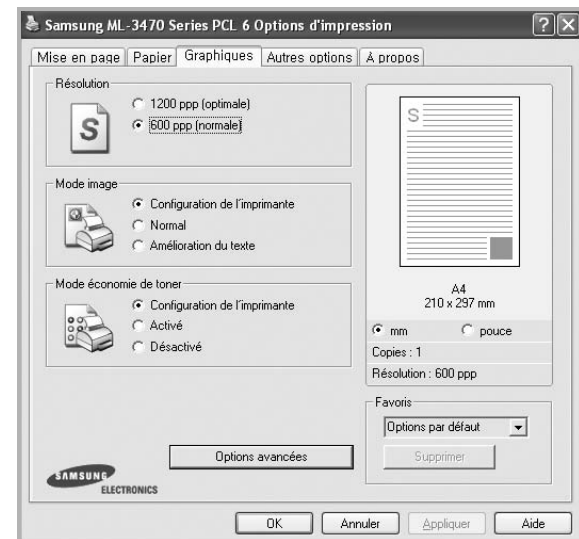 Samsung ML-3470 Series PCL 6 Options d'impression
Mise en page Papier Graphiques Autres options À propos
Résolution
1200 ppp (optimale)
600 ppp (normale)
S
Mode image
Configuration de l'imprimante
Normal
Amélioration du texte
Mode économie de toner
Configuration de l'imprimante
Activé
Désactivé
Options avancées
SAMSUNG
ELECTRONICS
S
A4
210 x 297 mm
mm pouce
Copies : 1
Résolution : 600 ppp
Favoris
Options par défaut
Supprimer
OK Annuler Appliquer Aide